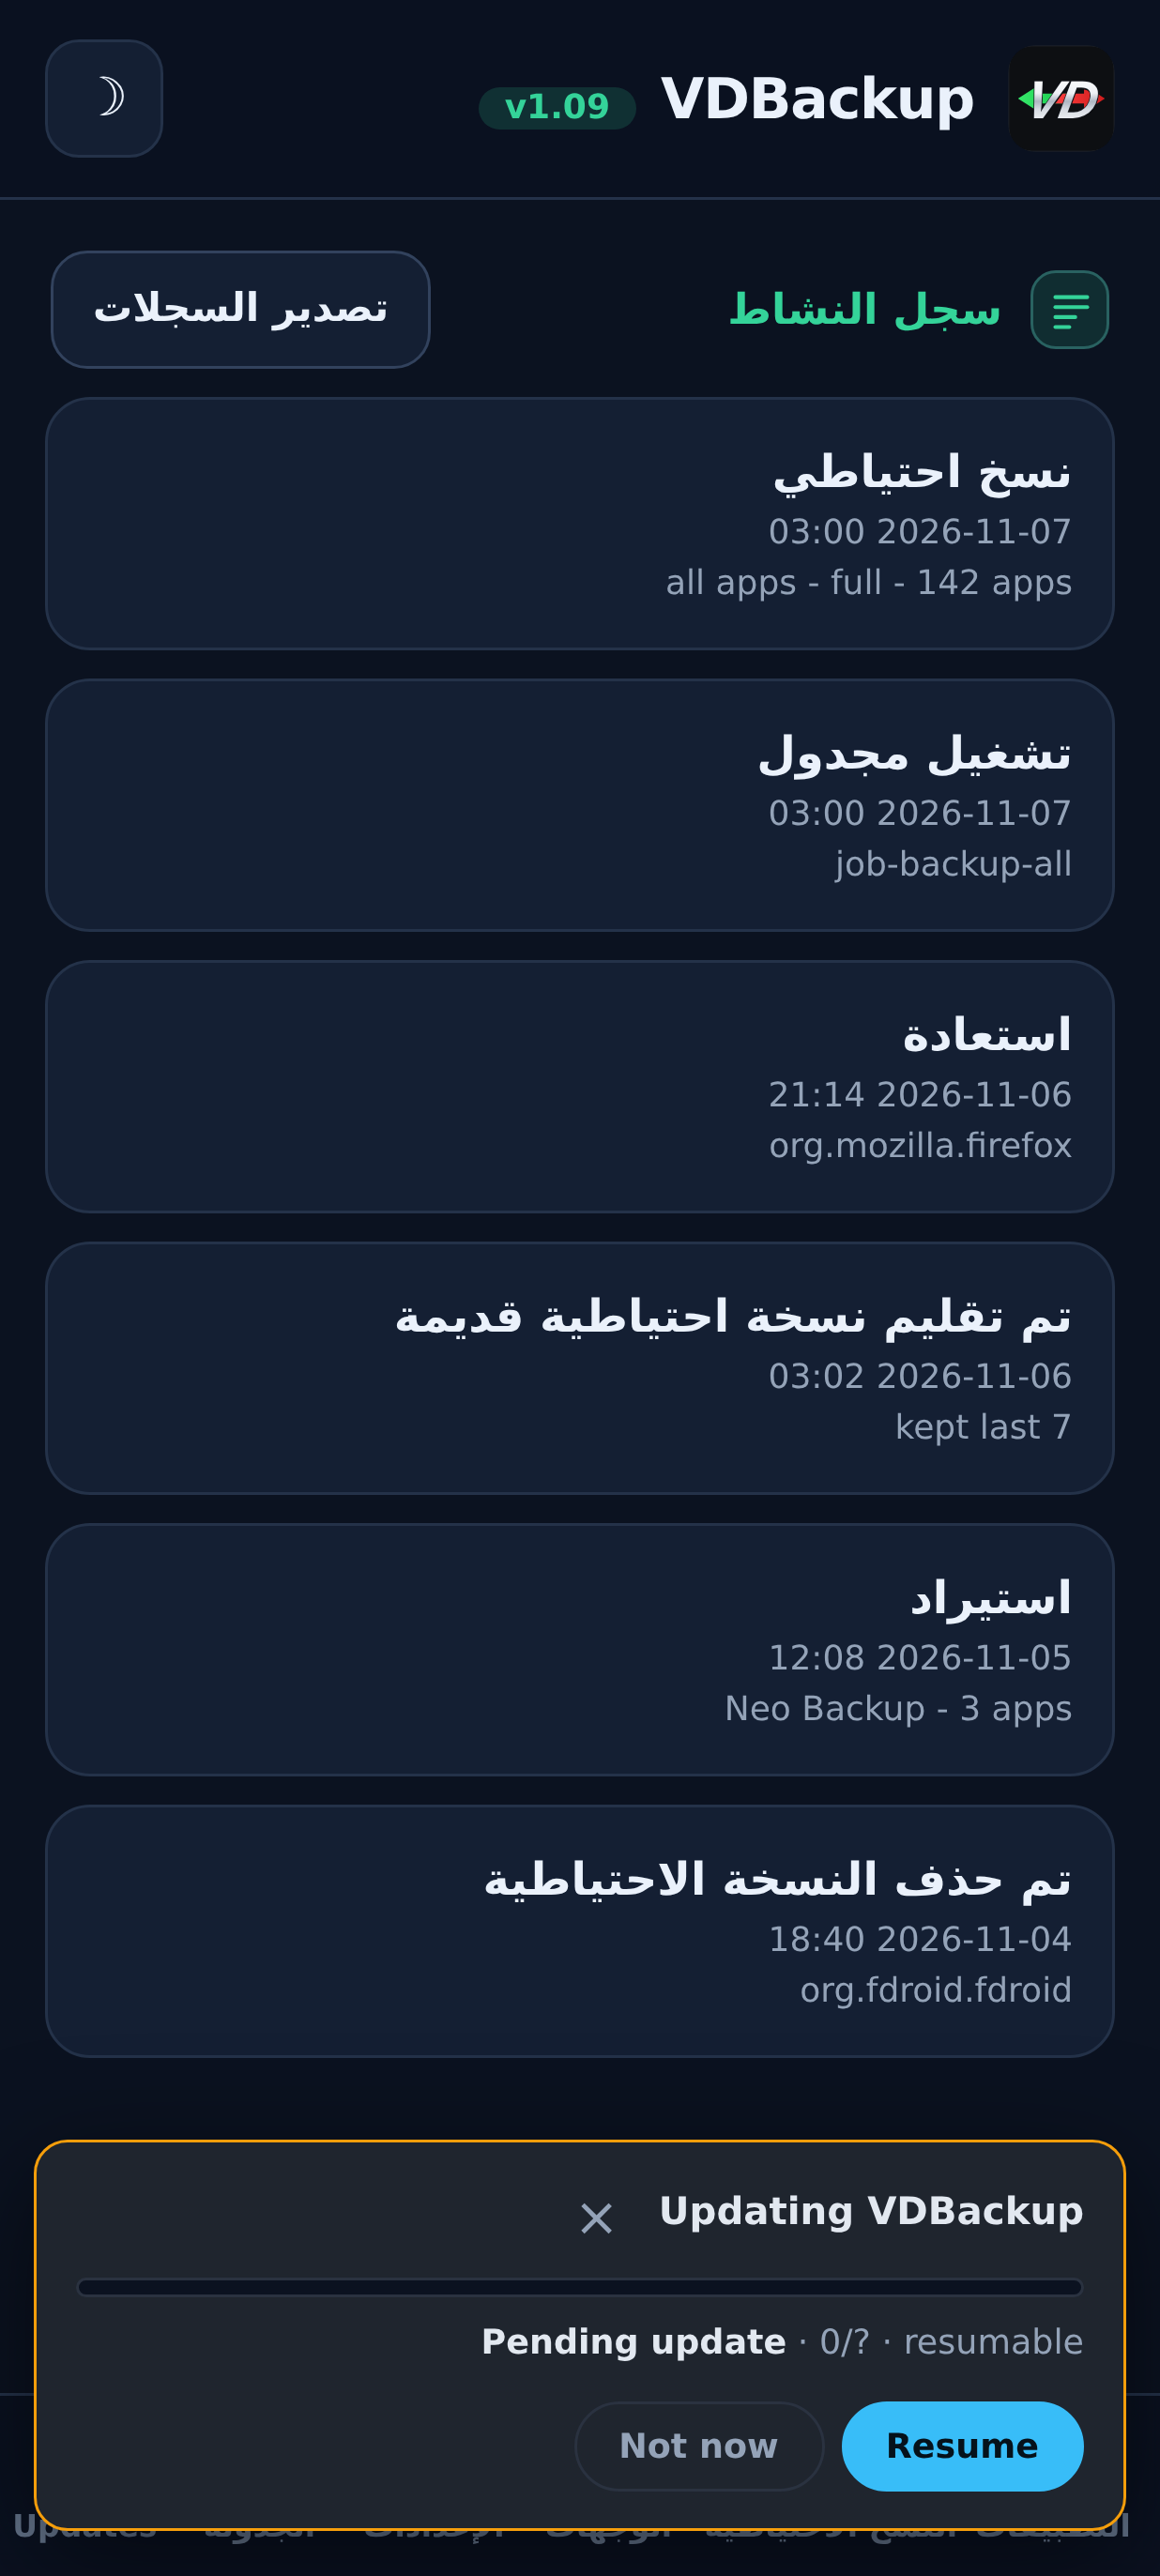 VD VDBackup v1.09
سجل النشاط
تصدير السجلات
نسخ احتياطي
03:00 2026-11-07
all apps - full - 142 apps
تشغيل مجدول
03:00 2026-11-07
job-backup-all
استعادة
21:14 2026-11-06
org.mozilla.firefox
تم تقليم نسخة احتياطية قديمة
03:02 2026-11-06
kept last 7
استيراد
12:08 2026-11-05
Neo Backup - 3 apps
تم حذف النسخة الاحتياطية
18:40 2026-11-04
org.fdroid.fdroid
Updating VDBackup ×
Pending update · 0/? · resumable
Resume
Not now